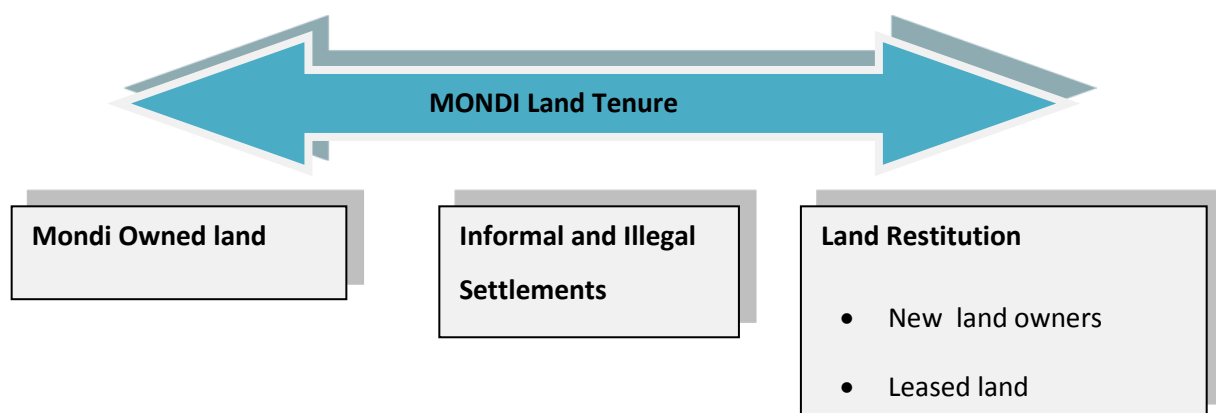 MONDI Land Tenure
Mondi Owned land
Informal and Illegal
Settlements
Land Restitution
• New land owners
• Leased land